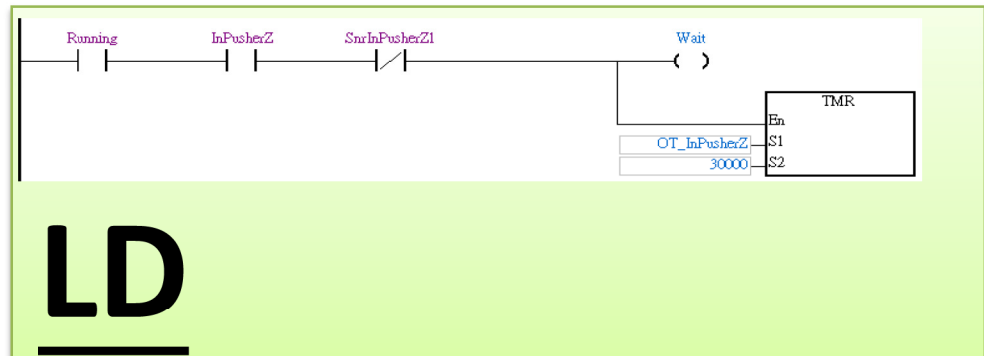 Running InPusherZ SnrInPusherZ1 Wait
TMR
En
OT_InPusherZ S1
30000 S2
LD